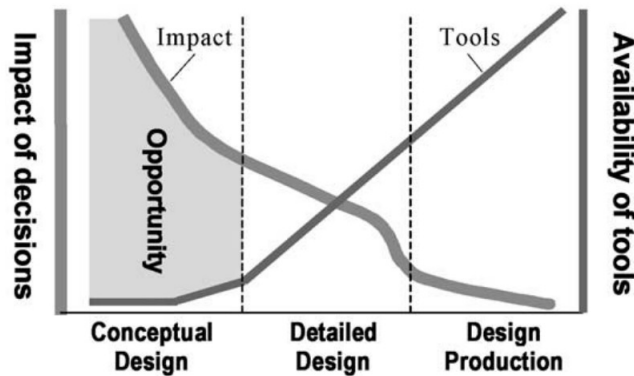 Impact of decisions
Impact
Tools
Opportunity
Availability of tools
Conceptual
Design
Detailed
Design
Design
Production